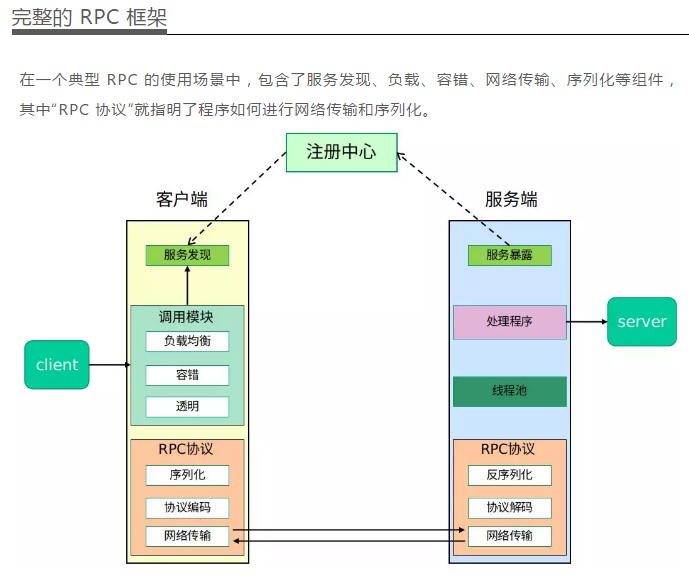 完整的 RPC 框架
在一个典型 RPC 的使用场景中，包含了服务发现、负载、容错、网络传输、序列化等组件，
其中“RPC 协议”就指明了程序如何进行网络传输和序列化。
注册中心
客户端
服务端
服务发现
服务暴露
调用模块
负载均衡
容错
透明
处理程序
线程池
client
server
RPC协议
序列化
协议编码
网络传输
RPC协议
反序列化
协议解码
网络传输